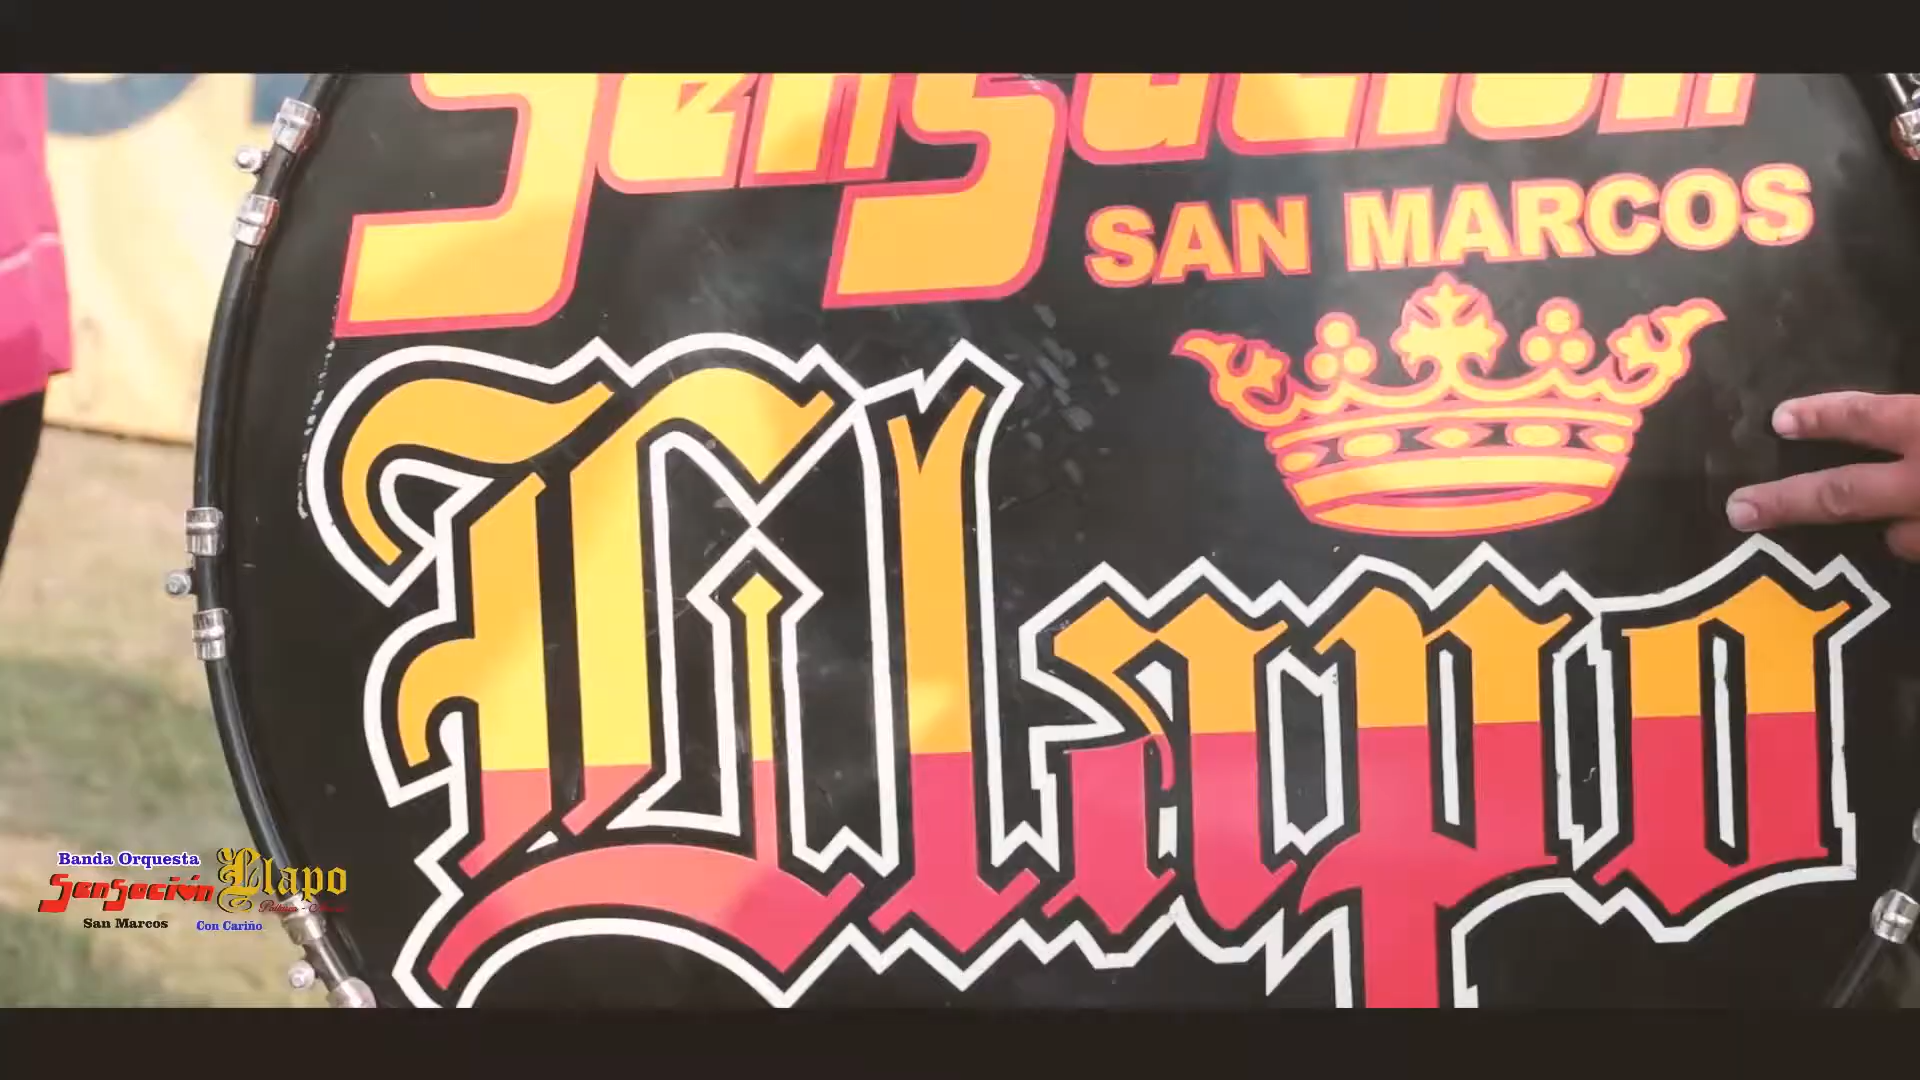 Sensación
SAN MARCOS
Llapo
Banda Orquesta
Sensación Llapo
San Marcos
Con Cariño